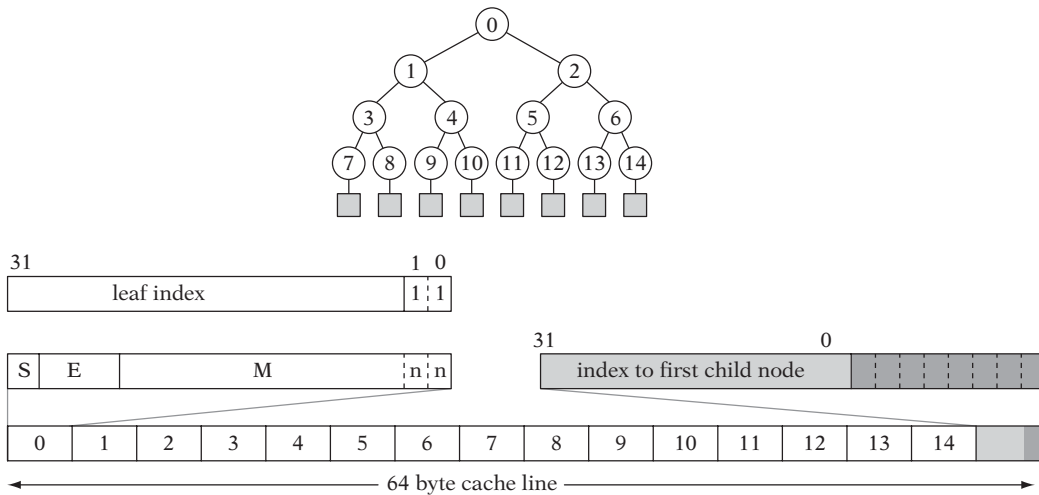 0
1 2
3 4 5 6
7 8 9 10 11 12 13 14
31 1 0
leaf index 1 1
31 0
S E M n n index to first child node
0 1 2 3 4 5 6 7 8 9 10 11 12 13 14
64 byte cache line